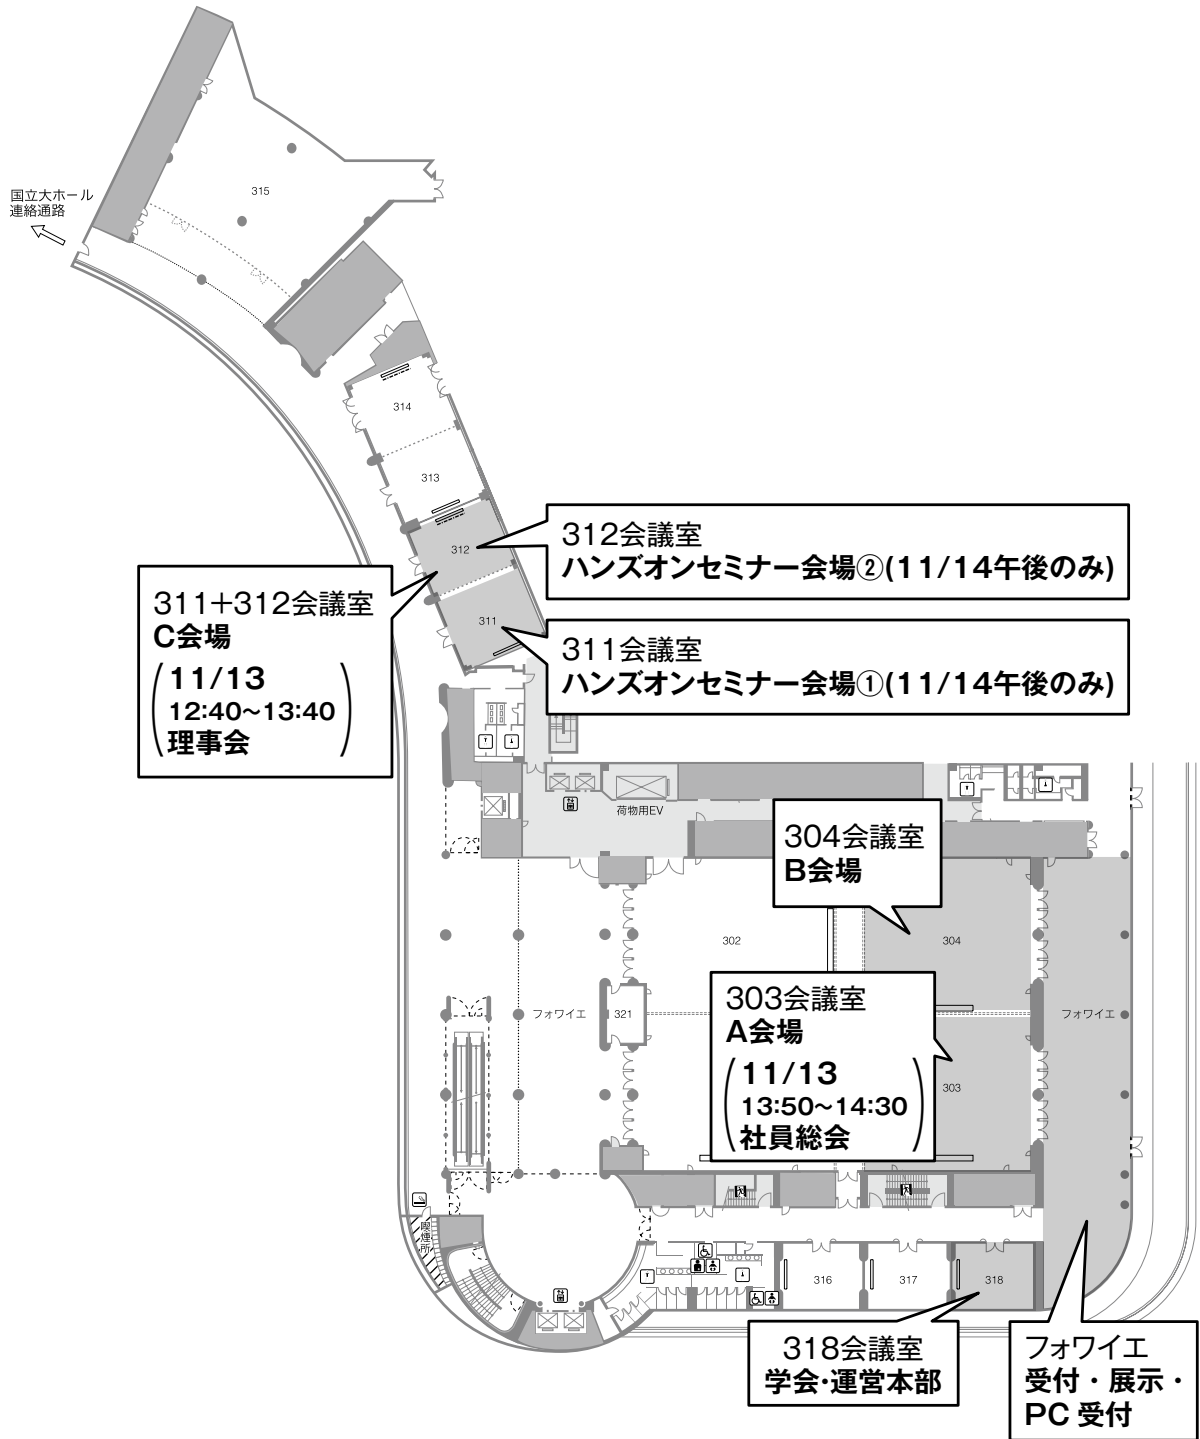 315
国立大ホール
連絡通路
314
313
312
311
312会議室
ハンズオンセミナー会場②(11/14午後のみ)
311会議室
ハンズオンセミナー会場①(11/14午後のみ)
311+312会議室
C会場
11/13
12:40~13:40
理事会
荷物用EV
304会議室
B会場
302
304
303会議室
A会場
11/13
13:50~14:30
社員総会
フォワイエ
321
303
フォワイエ
喫煙所
316
317
318
318会議室
学会・運営本部
フォワイエ
受付・展示・
PC 受付